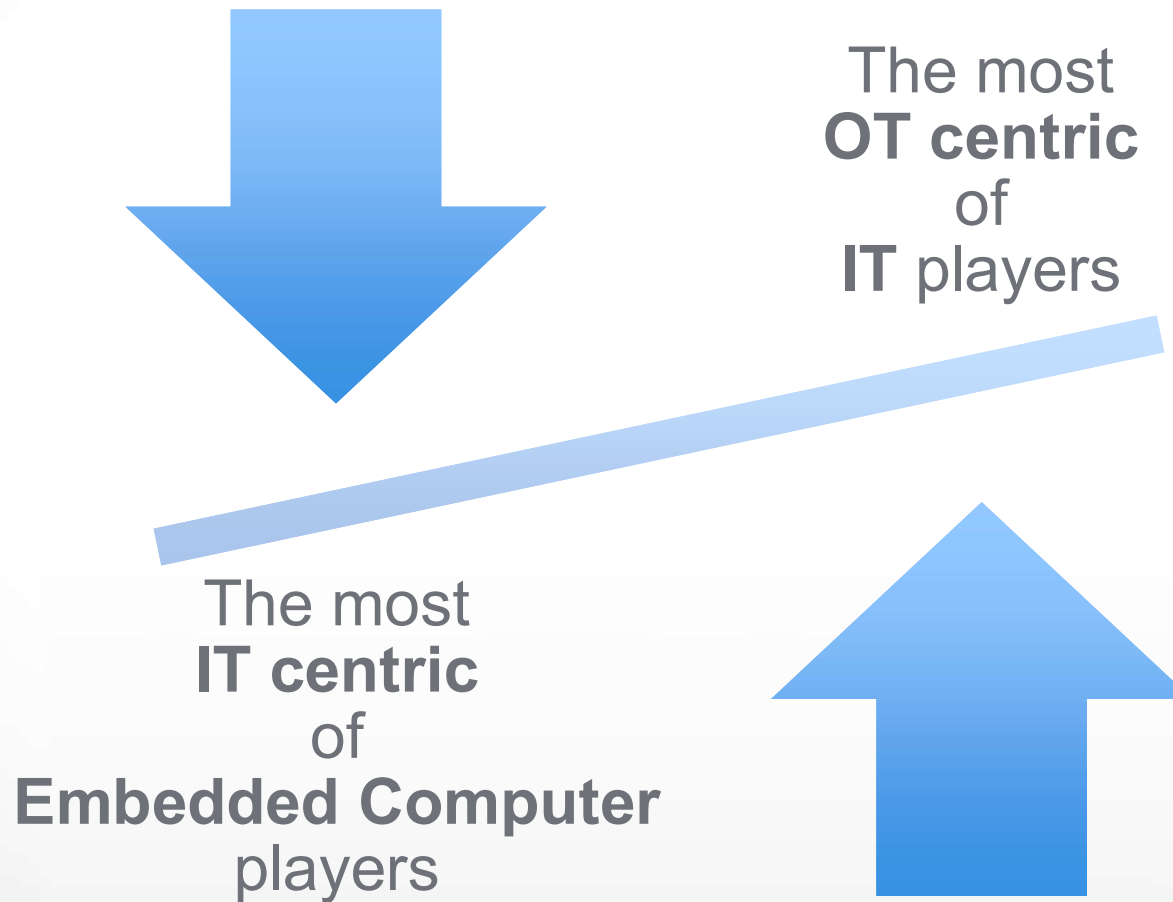 The most
OT centric
of
IT players
The most
IT centric
of
Embedded Computer
players